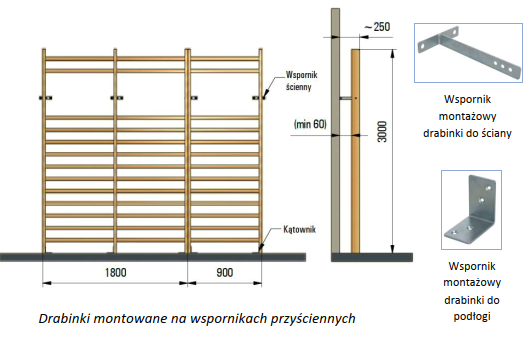 ~ 250
Wspornik
ścienny
(min 60)
3000
Kątownik
1800
900
Drabinki montowane na wspornikach przyściennych
Wspornik
montażowy
drabinki do ściany
Wspornik
montażowy
drabinki do
podłogi